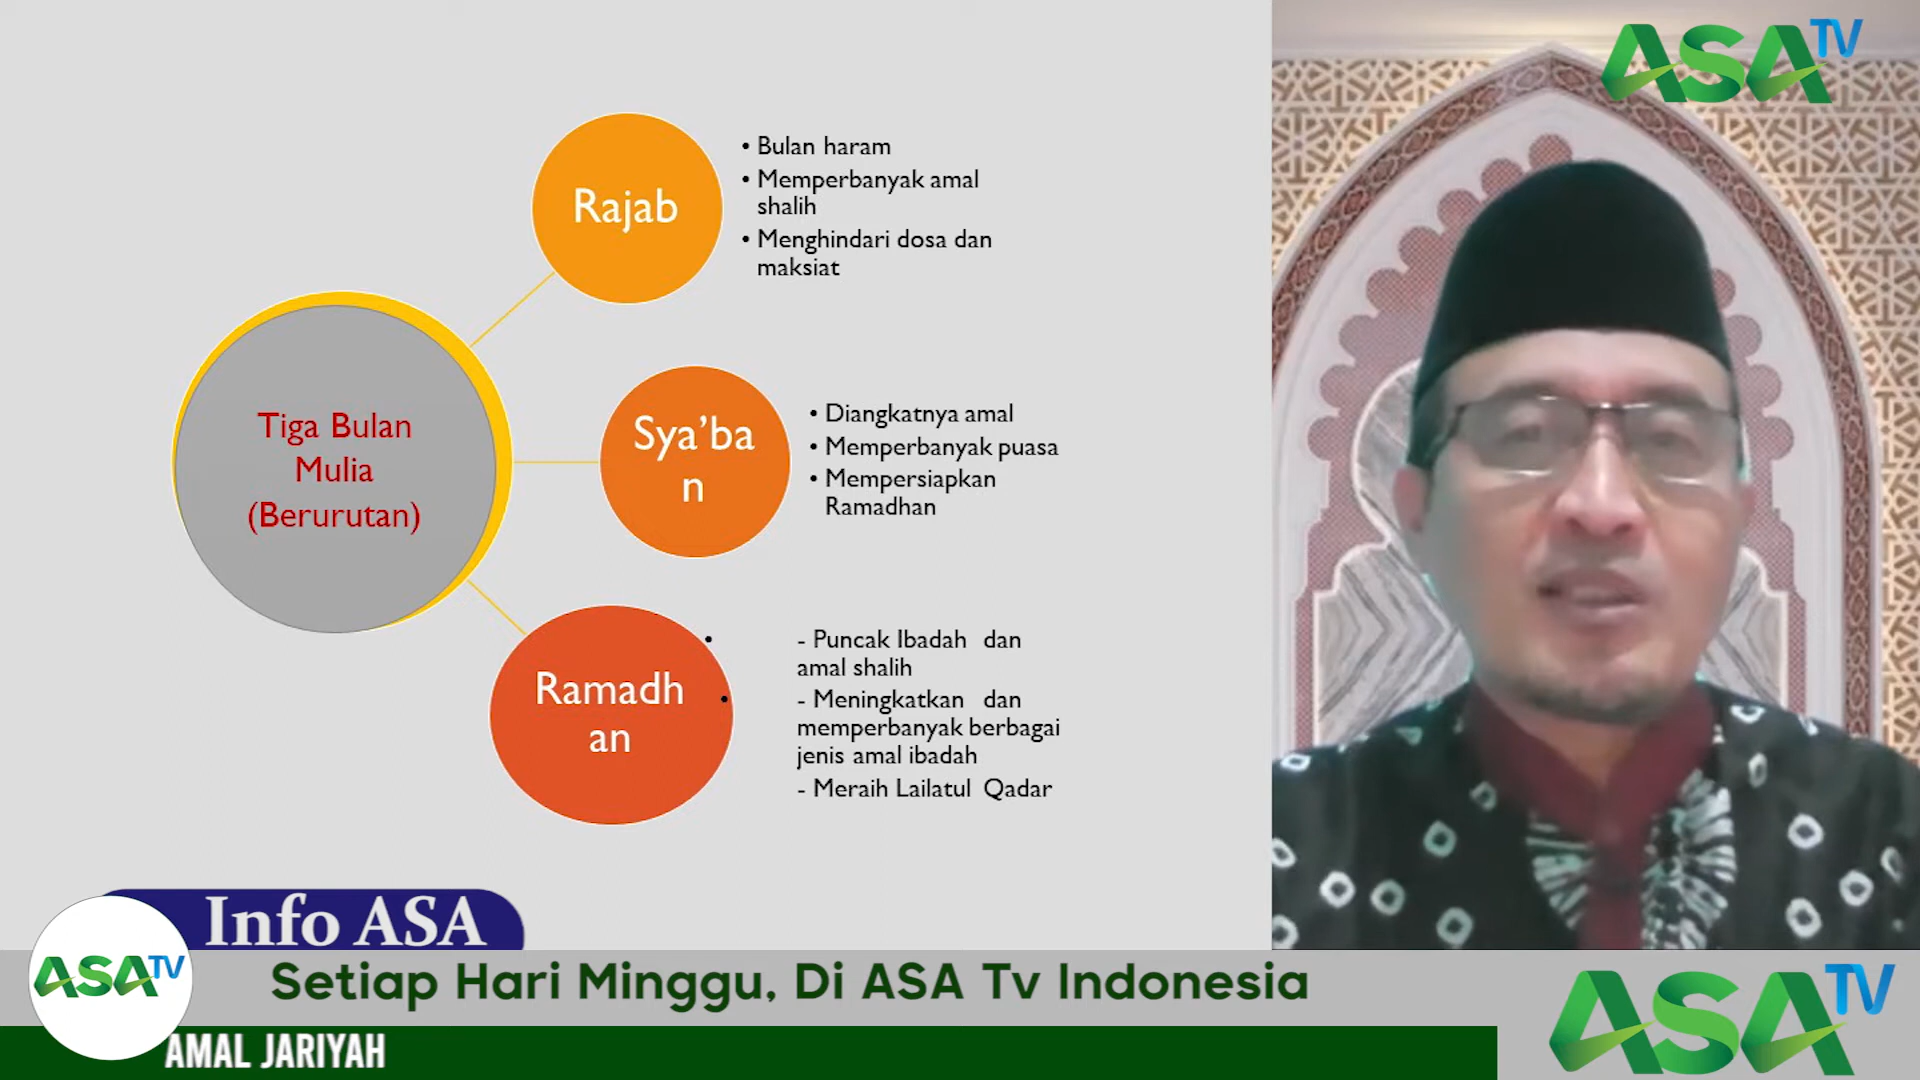 ASA TV
Rajab
• Bulan haram
• Memperbanyak amal
shalih
• Menghindari dosa dan
maksiat
Tiga Bulan
Mulia
(Berurutan)
Sya’ba
n
• Diangkatnya amal
• Memperbanyak puasa
• Mempersiapkan
Ramadhan
Ramadh
an
• - Puncak Ibadah dan
amal shalih
• - Meningkatkan dan
memperbanyak berbagai
jenis amal ibadah
- Meraih Lailatul Qadar
Info ASA
ASA TV
Setiap Hari Minggu, Di ASA Tv Indonesia
ASA TV
AMAL JARIYAH